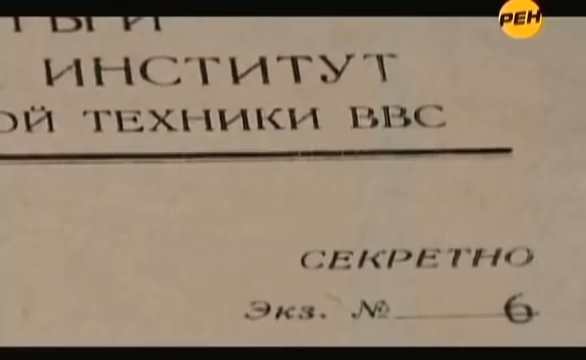 РЕН
ИНСТИТУТ
ОЙ ТЕХНИКИ ВВС
СЕКРЕТНО
Экз. № 6